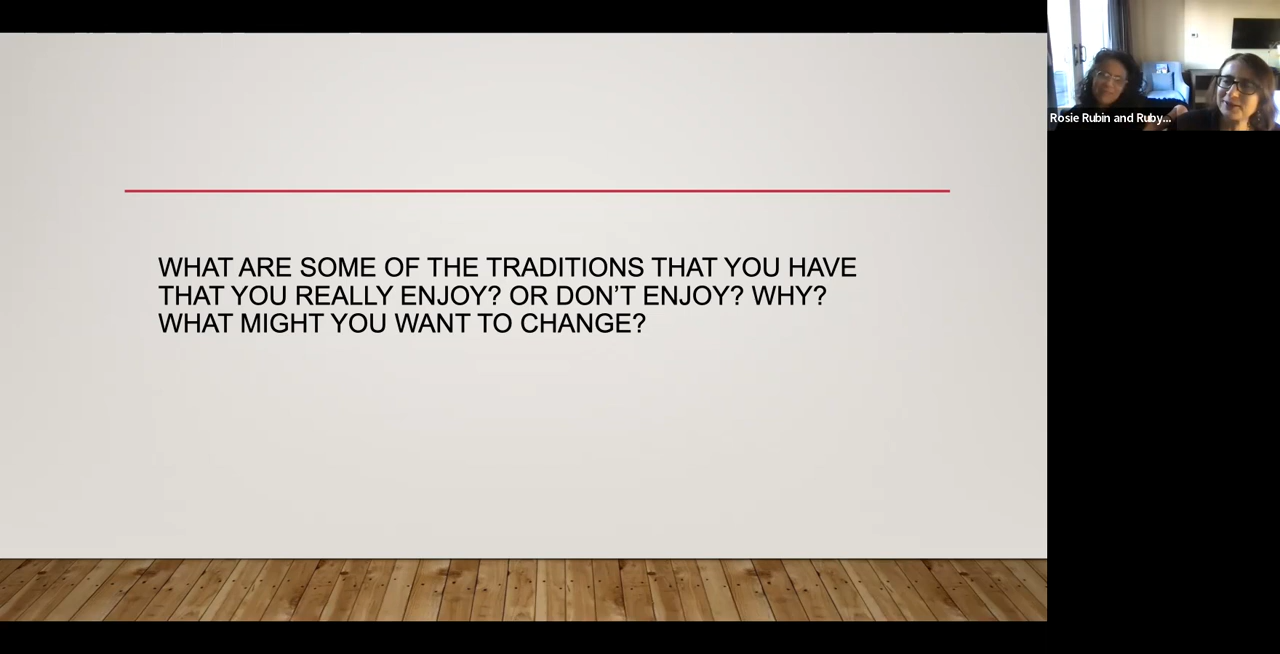 WHAT ARE SOME OF THE TRADITIONS THAT YOU HAVE
THAT YOU REALLY ENJOY? OR DON’T ENJOY? WHY?
WHAT MIGHT YOU WANT TO CHANGE?
Rosie Rubin and Ruby...